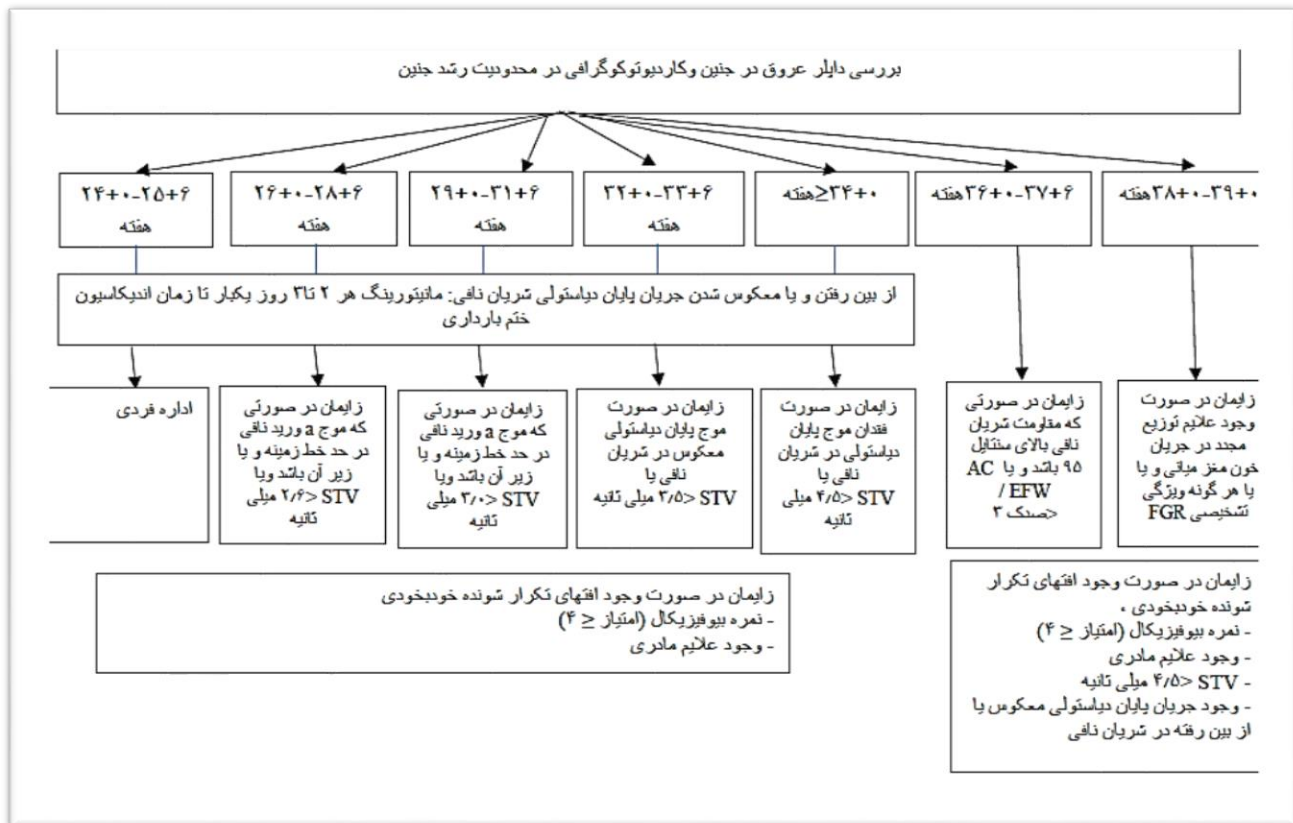 بررسی داپلر عروق در جنین وکاردیوتوکوگرافی در محدودیت رشد جنین
۲۴+۰-۲۵+۶
هفته
۲۶+۰-۲۸+۶
هفته
۲۹+۰-۳۱+۶
هفته
۳۲+۰-۳۳+۶
هفته
≥۳۴+۰هفته
۳۶+۰-۳۷+۶هفته
۳۸+۰-۳۹+۰هفته
از بین رفتن و یا معکوس شدن جریان پایان دیاستولی شریان نافی: مانیتورینگ هر ۲ تا۳ روز یکبار تا زمان اندیکاسیون
ختم بارداری
اداره فردی
زایمان در صورتی
که موج a ورید نافی
در حد خط زمینه و یا
زیر آن باشد ویا
STV <۲/۶ میلی
ثانیه
زایمان در صورتی
که موج a ورید نافی
در حد خط زمینه و یا
زیر آن باشد ویا
STV <۳/۰ میلی
ثانیه
زایمان در صورت
موج پایان دیاستولی
معکوس در شریان
نافی یا
STV <۳/۵ میلی ثانیه
زایمان در صورت
فقدان موج پایان
دیاستولی در شریان
نافی یا
STV <۴/۵ میلی
ثانیه
زایمان در صورتی
که مقاومت شریان
نافی بالای سنتایل
۹۵ باشد و یا AC
/ EFW
<صدک ۳
زایمان در صورت
وجود علایم توزیع
مجدد در جریان
خون مغز میانی و یا
یا هر گونه ویژگی
تشخیصی FGR
زایمان در صورت وجود افتهای تکرار شونده خودبخودی
- نمره بیوفیزیکال (امتیاز ≤ ۴)
- وجود علایم مادری
زایمان در صورت وجود افتهای تکرار
شونده خودبخودی ،
- نمره بیوفیزیکال (امتیاز ≤ ۴)
- وجود علایم مادری
- STV <۴/۵ میلی ثانیه
- وجود جریان پایان دیاستولی معکوس یا
از بین رفته در شریان نافی